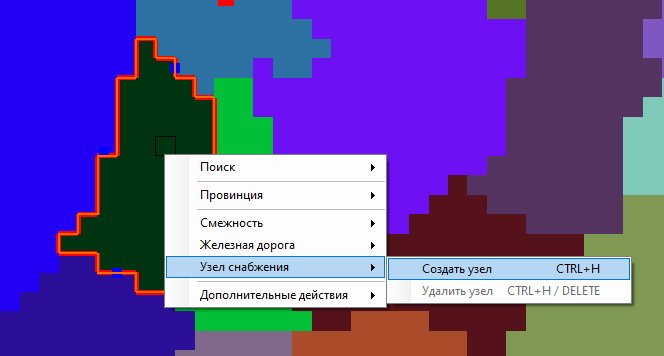 Поиск
Провинция
Смежность
Железная дорога
Узел снабжения
Создать узел CTRL+H
Дополнительные действия
Удалить узел CTRL+H / DELETE